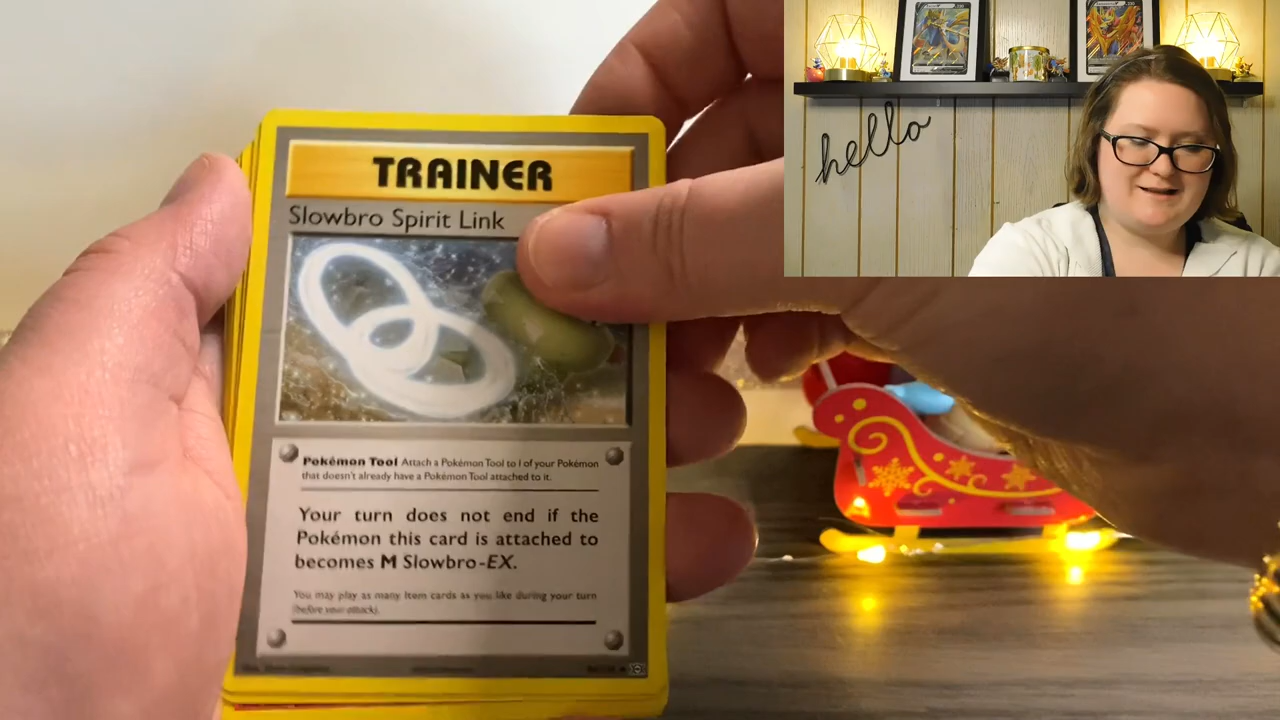 TRAINER
Slowbro Spirit Link
Pokémon Tool Attach a Pokémon Tool to 1 of your Pokémon
that doesn't already have a Pokémon Tool attached to it.
Your turn does not end if the
Pokémon this card is attached to
becomes M Slowbro-EX.
You may play as many Item cards as you like during your turn
(before your attack).
hello